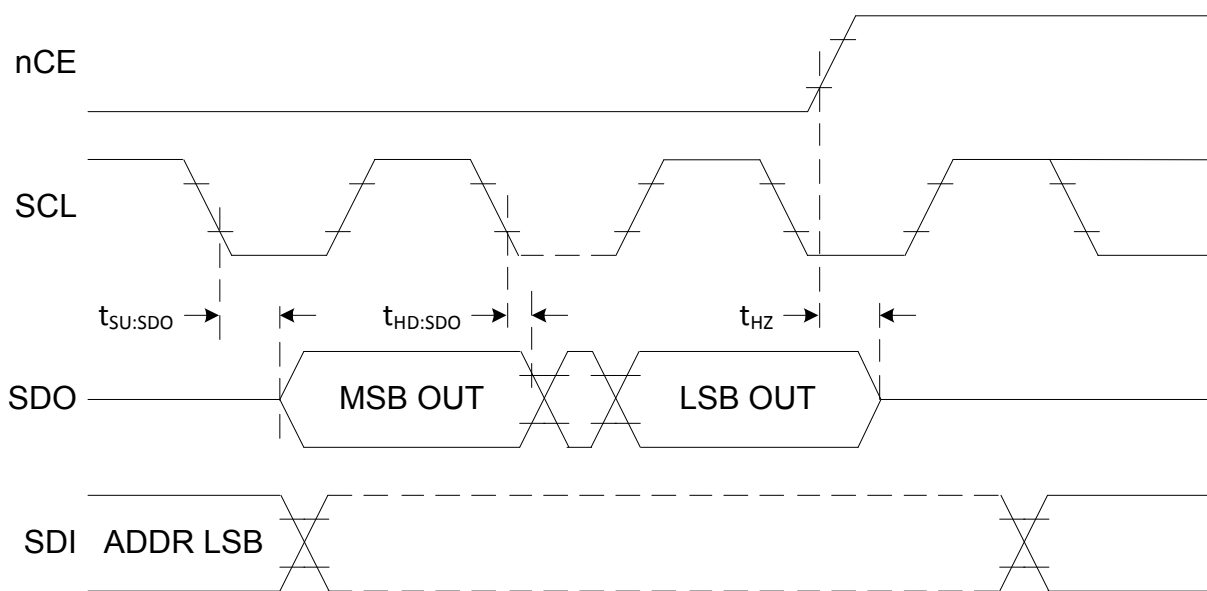 nCE
SCL
tSU:SDO
tHD:SDO
tHZ
SDO
MSB OUT
LSB OUT
SDI
ADDR LSB